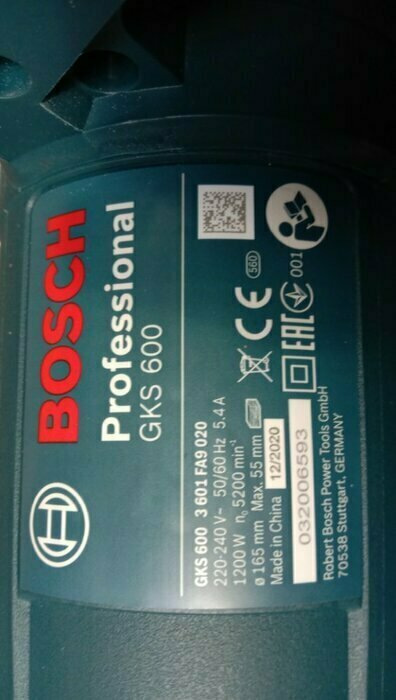 BOSCH
Professional
GKS 600
GKS 600 3 601 FA9 020
220-240 V~ 50/60 Hz 5.4 A
1200 W n₀ 5200 min⁻¹
ø 165 mm Max. 55 mm
Made in China 12/2020
032006593
Robert Bosch Power Tools GmbH
70538 Stuttgart, GERMANY
CE 560
EAC 001